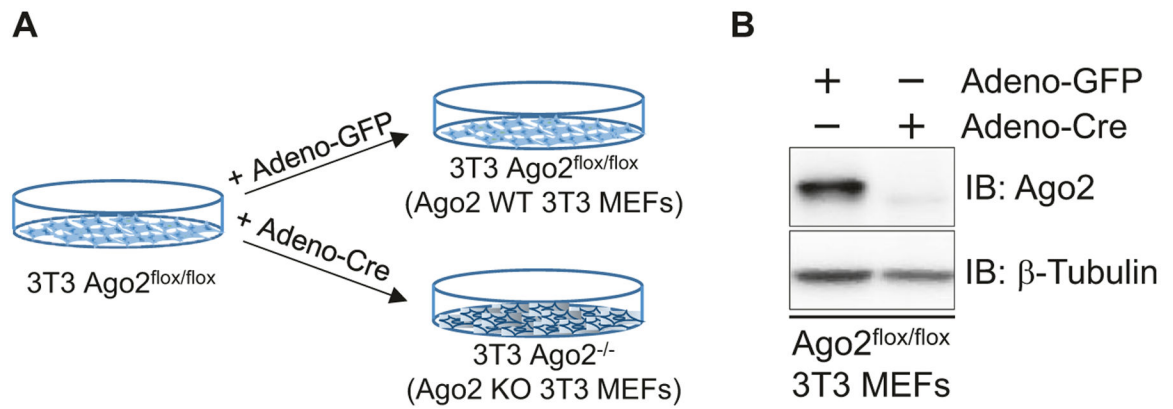 A
+ Adeno-GFP
3T3 Ago2flox/flox
(Ago2 WT 3T3 MEFs)
3T3 Ago2flox/flox
+ Adeno-Cre
3T3 Ago2-/-
(Ago2 KO 3T3 MEFs)
B
+ − Adeno-GFP
− + Adeno-Cre
IB: Ago2
IB: β-Tubulin
Ago2flox/flox
3T3 MEFs